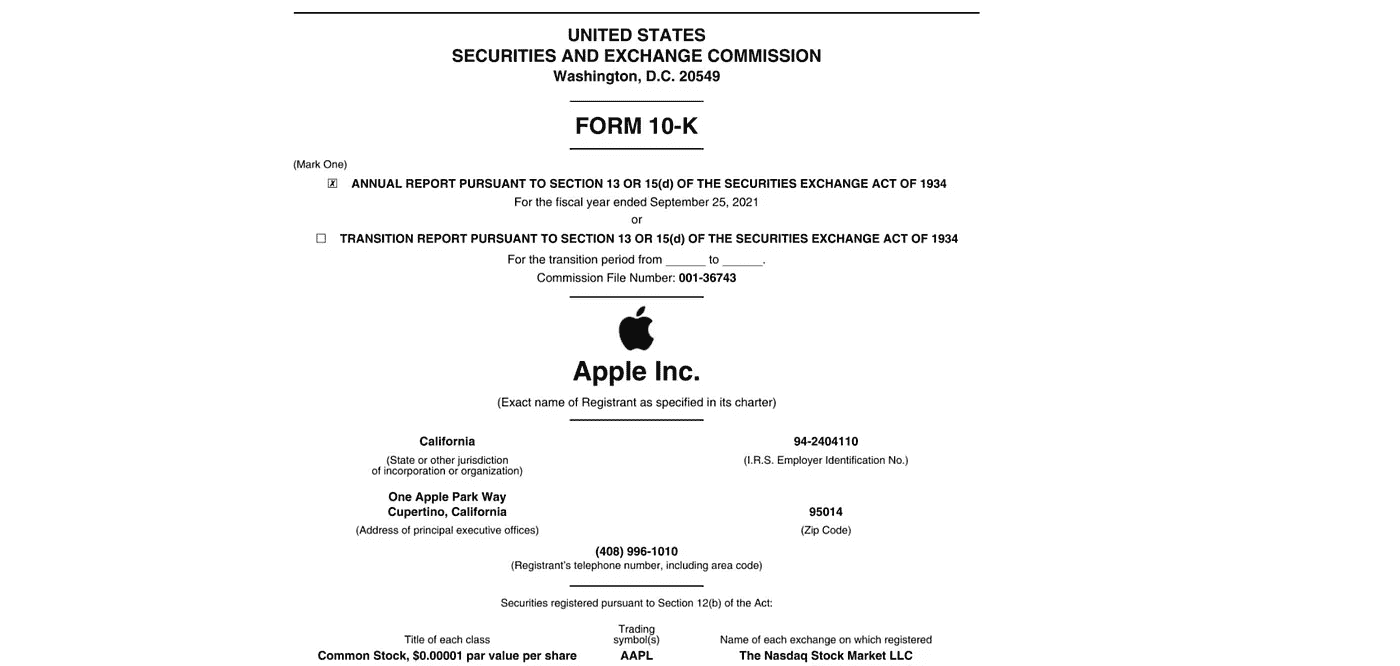 UNITED STATES
SECURITIES AND EXCHANGE COMMISSION
Washington, D.C. 20549
FORM 10-K
(Mark One)
☒ ANNUAL REPORT PURSUANT TO SECTION 13 OR 15(d) OF THE SECURITIES EXCHANGE ACT OF 1934
For the fiscal year ended September 25, 2021
or
☐ TRANSITION REPORT PURSUANT TO SECTION 13 OR 15(d) OF THE SECURITIES EXCHANGE ACT OF 1934
For the transition period from ______ to ______.
Commission File Number: 001-36743
Apple Inc.
(Exact name of Registrant as specified in its charter)
California 94-2404110
(State or other jurisdiction
of incorporation or organization) (I.R.S. Employer Identification No.)
One Apple Park Way
Cupertino, California 95014
(Address of principal executive offices) (Zip Code)
(408) 996-1010
(Registrant's telephone number, including area code)
Securities registered pursuant to Section 12(b) of the Act:
Title of each class Trading
symbol(s) Name of each exchange on which registered
Common Stock, $0.00001 par value per share AAPL The Nasdaq Stock Market LLC